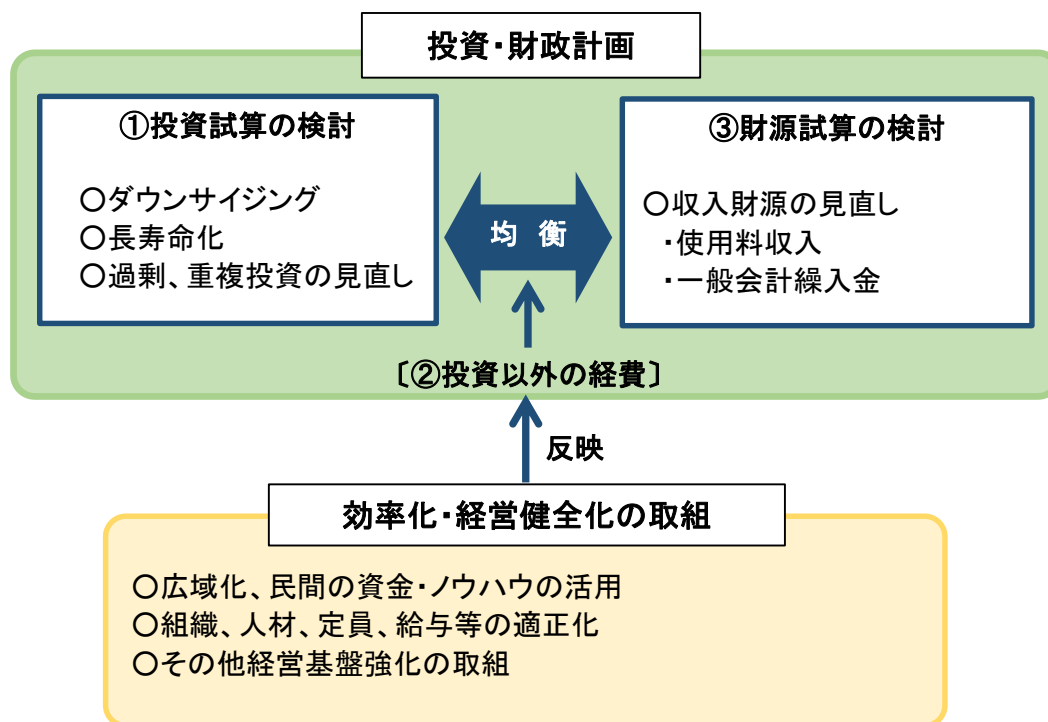 投資・財政計画
①投資試算の検討
〇ダウンサイジング
〇長寿命化
〇過剰、重複投資の見直し
均 衡
③財源試算の検討
〇収入財源の見直し
・使用料収入
・一般会計繰入金
〔②投資以外の経費〕
反映
効率化・経営健全化の取組
〇広域化、民間の資金・ノウハウの活用
〇組織、人材、定員、給与等の適正化
〇その他経営基盤強化の取組